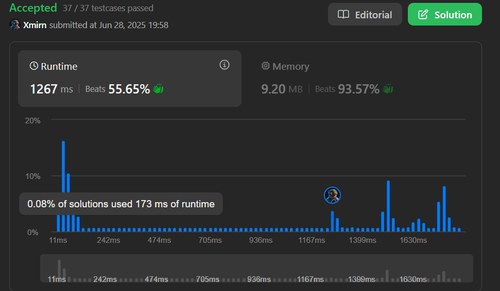 Accepted 37 / 37 testcases passed
Xmirn submitted at Jun 28, 2025 19:58
Editorial
Solution
Runtime
1267 ms | Beats 55.65%
Memory
9.20 MB | Beats 93.57%
20%
10%
0%
0.08% of solutions used 173 ms of runtime
11ms 242ms 474ms 705ms 936ms 1167ms 1399ms 1630ms
11ms 242ms 474ms 705ms 936ms 1167ms 1399ms 1630ms